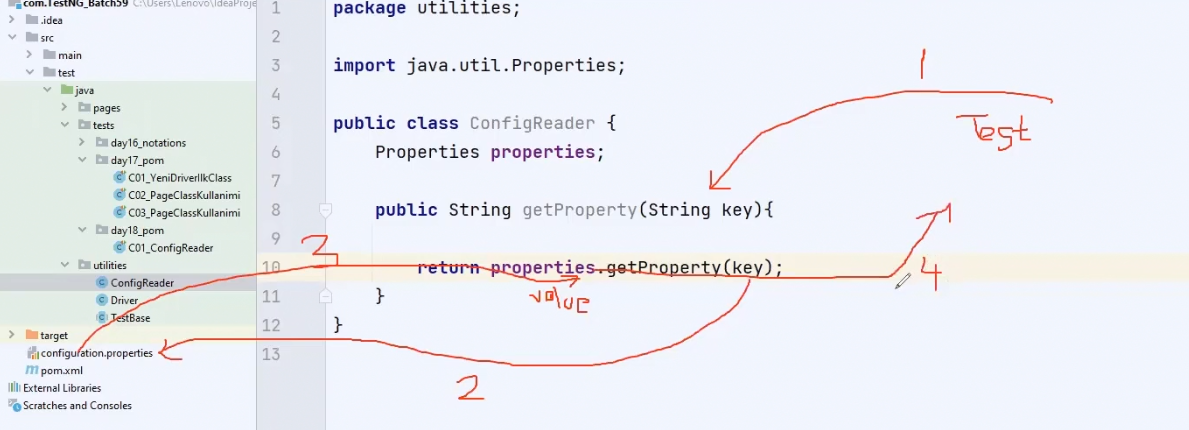 com.TestNG_Batch59 C:\Users\Lenovo\IdeaProje
.idea
src
main
test
java
pages
tests
day16_notations
day17_pom
C01_YeniDriverIlkClass
C02_PageClassKullanimi
C03_PageClassKullanimi
day18_pom
C01_ConfigReader
utilities
ConfigReader
Driver
TestBase
target
configuration.properties
pom.xml
External Libraries
Scratches and Consoles
1 package utilities;
2
3 import java.util.Properties;
4
5 public class ConfigReader {
6 Properties properties;
7
8 public String getProperty(String key){
9
10 return properties.getProperty(key);
11 }
12 }
13
1
Test
3
value
4
2